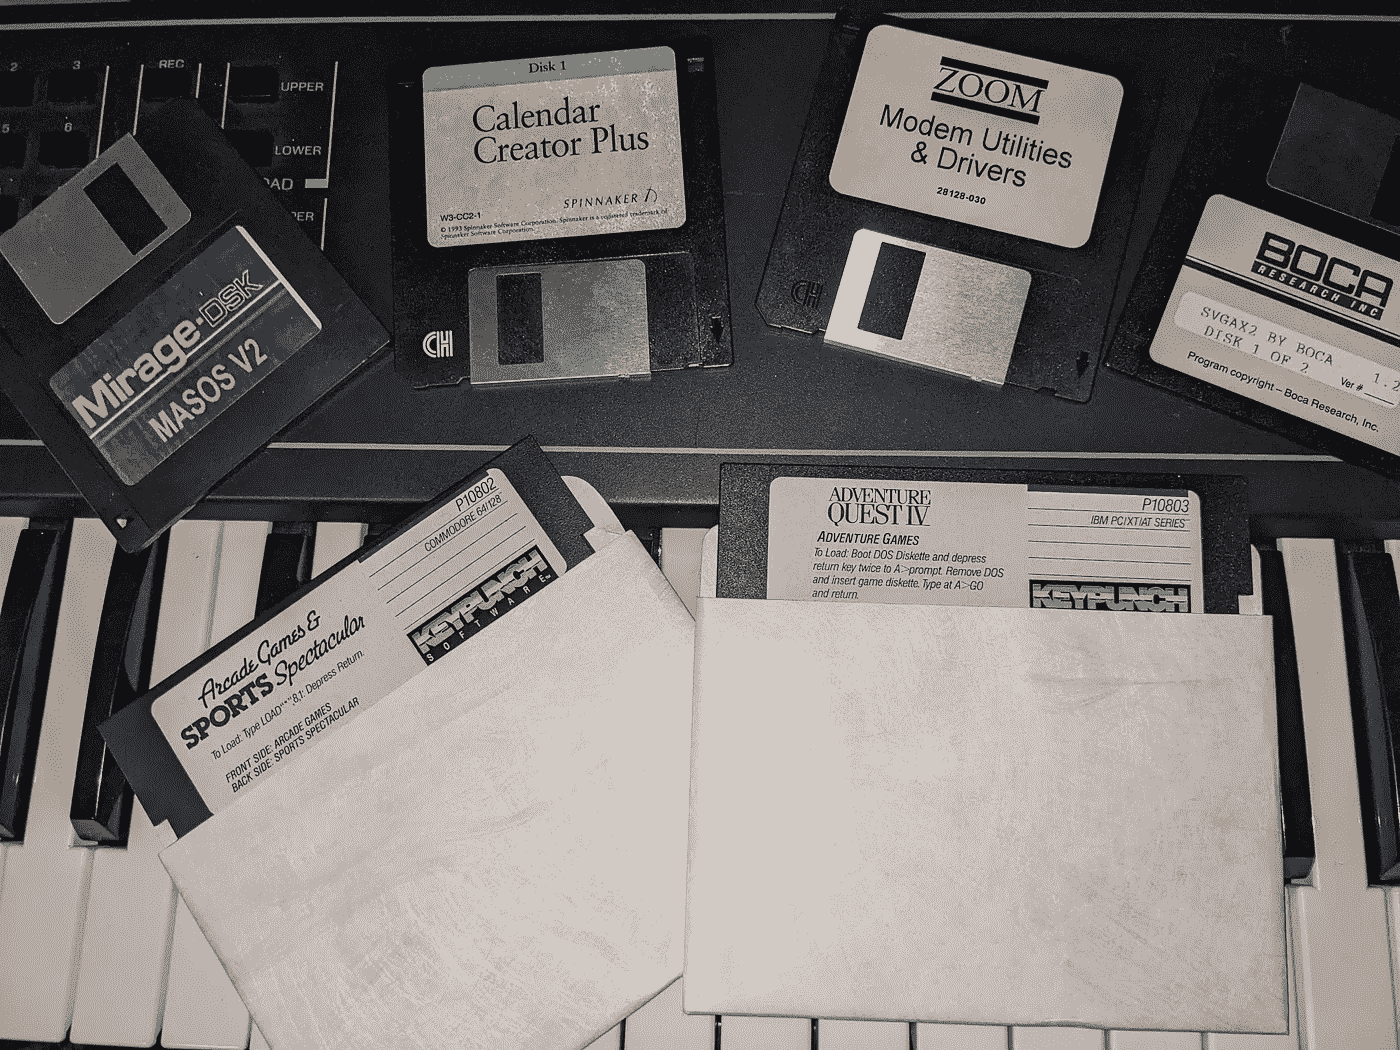 2
3
REC
UPPER
5
6
LOWER
Mirage-DSK
MASOS V2
Disk 1
Calendar
Creator Plus
SPINNAKER
W3-CC2-1
© 1993 Spinnaker Software Corporation. Spinnaker is a registered trademark of
Spinnaker Software Corporation.
CH
ZOOM
Modem Utilities
& Drivers
28128-030
CH
BOCA
RESEARCH INC
SVGAX2 BY BOCA
DISK 1 OF 2
Ver # 1.2
Program copyright – Boca Research, Inc.
P10802
COMMODORE 64/128
KEYPUNCH
SOFTWARE
Arcade Games &
SPORTS Spectacular
To Load: Type LOAD"*",8,1: Depress Return.
FRONT SIDE: ARCADE GAMES
BACK SIDE: SPORTS SPECTACULAR
ADVENTURE
QUEST IV
ADVENTURE GAMES
To Load: Boot DOS Diskette and depress
return key twice to A>prompt. Remove DOS
and insert game diskette. Type at A>GO
and return.
P10803
IBM PC/XT/AT SERIES
KEYPUNCH